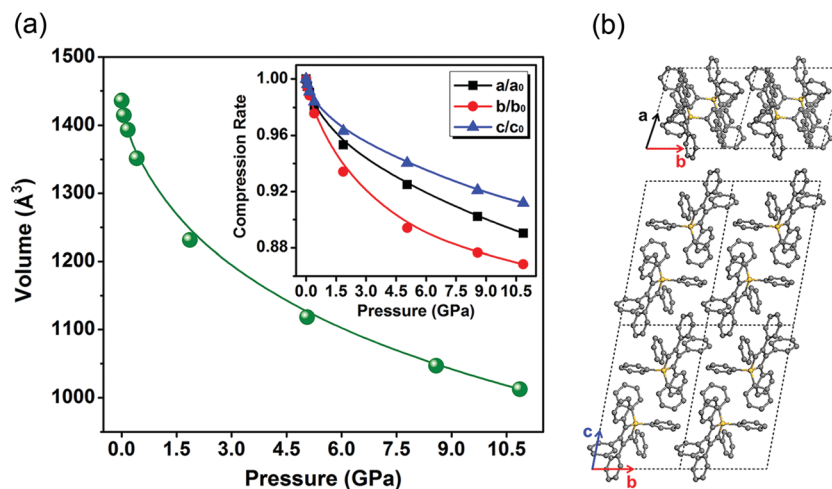 (a)
1500
1400
1300
1200
1100
1000
Volume (Å³)
0.0 1.5 3.0 4.5 6.0 7.5 9.0 10.5
Pressure (GPa)
1.00
0.96
0.92
0.88
Compression Rate
0.0 1.5 3.0 4.5 6.0 7.5 9.0 10.5
Pressure (GPa)
a/a₀
b/b₀
c/c₀
(b)
a
b
c
b